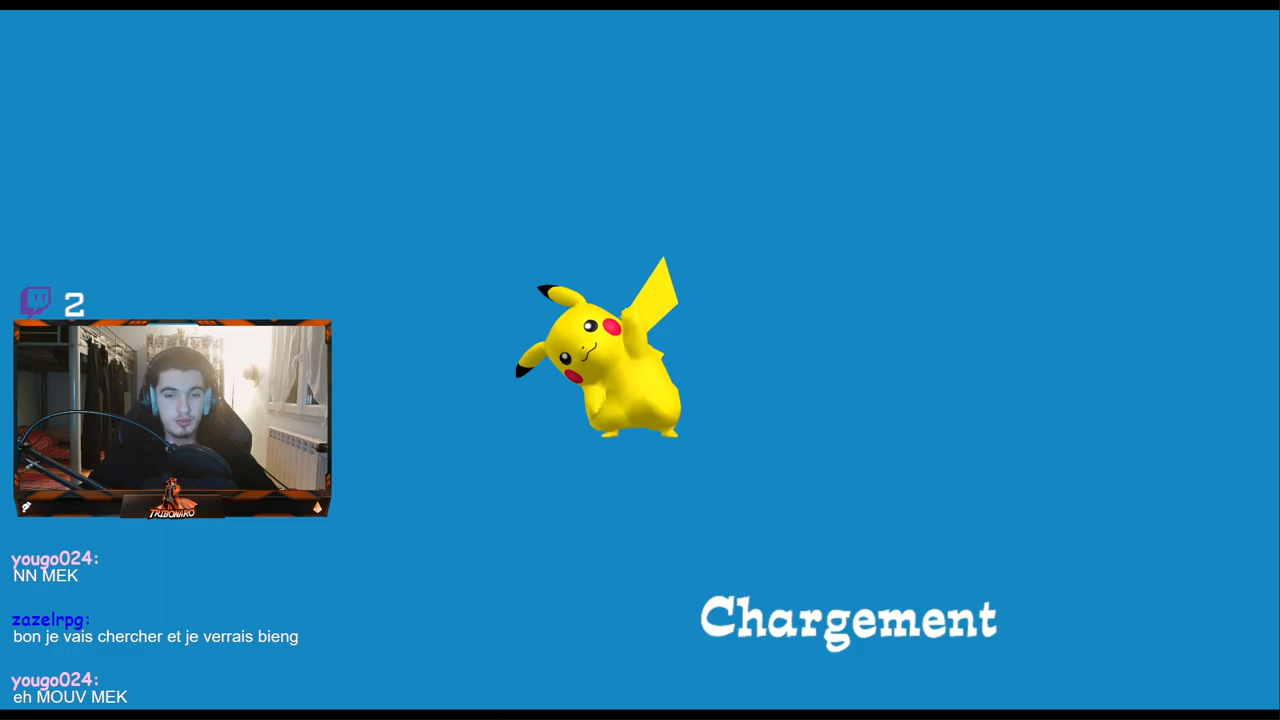 2
TRIBONARO
yougo024:
NN MEK
zazelrpg:
bon je vais chercher et je verrais bieng
yougo024:
eh MOUV MEK
Chargement